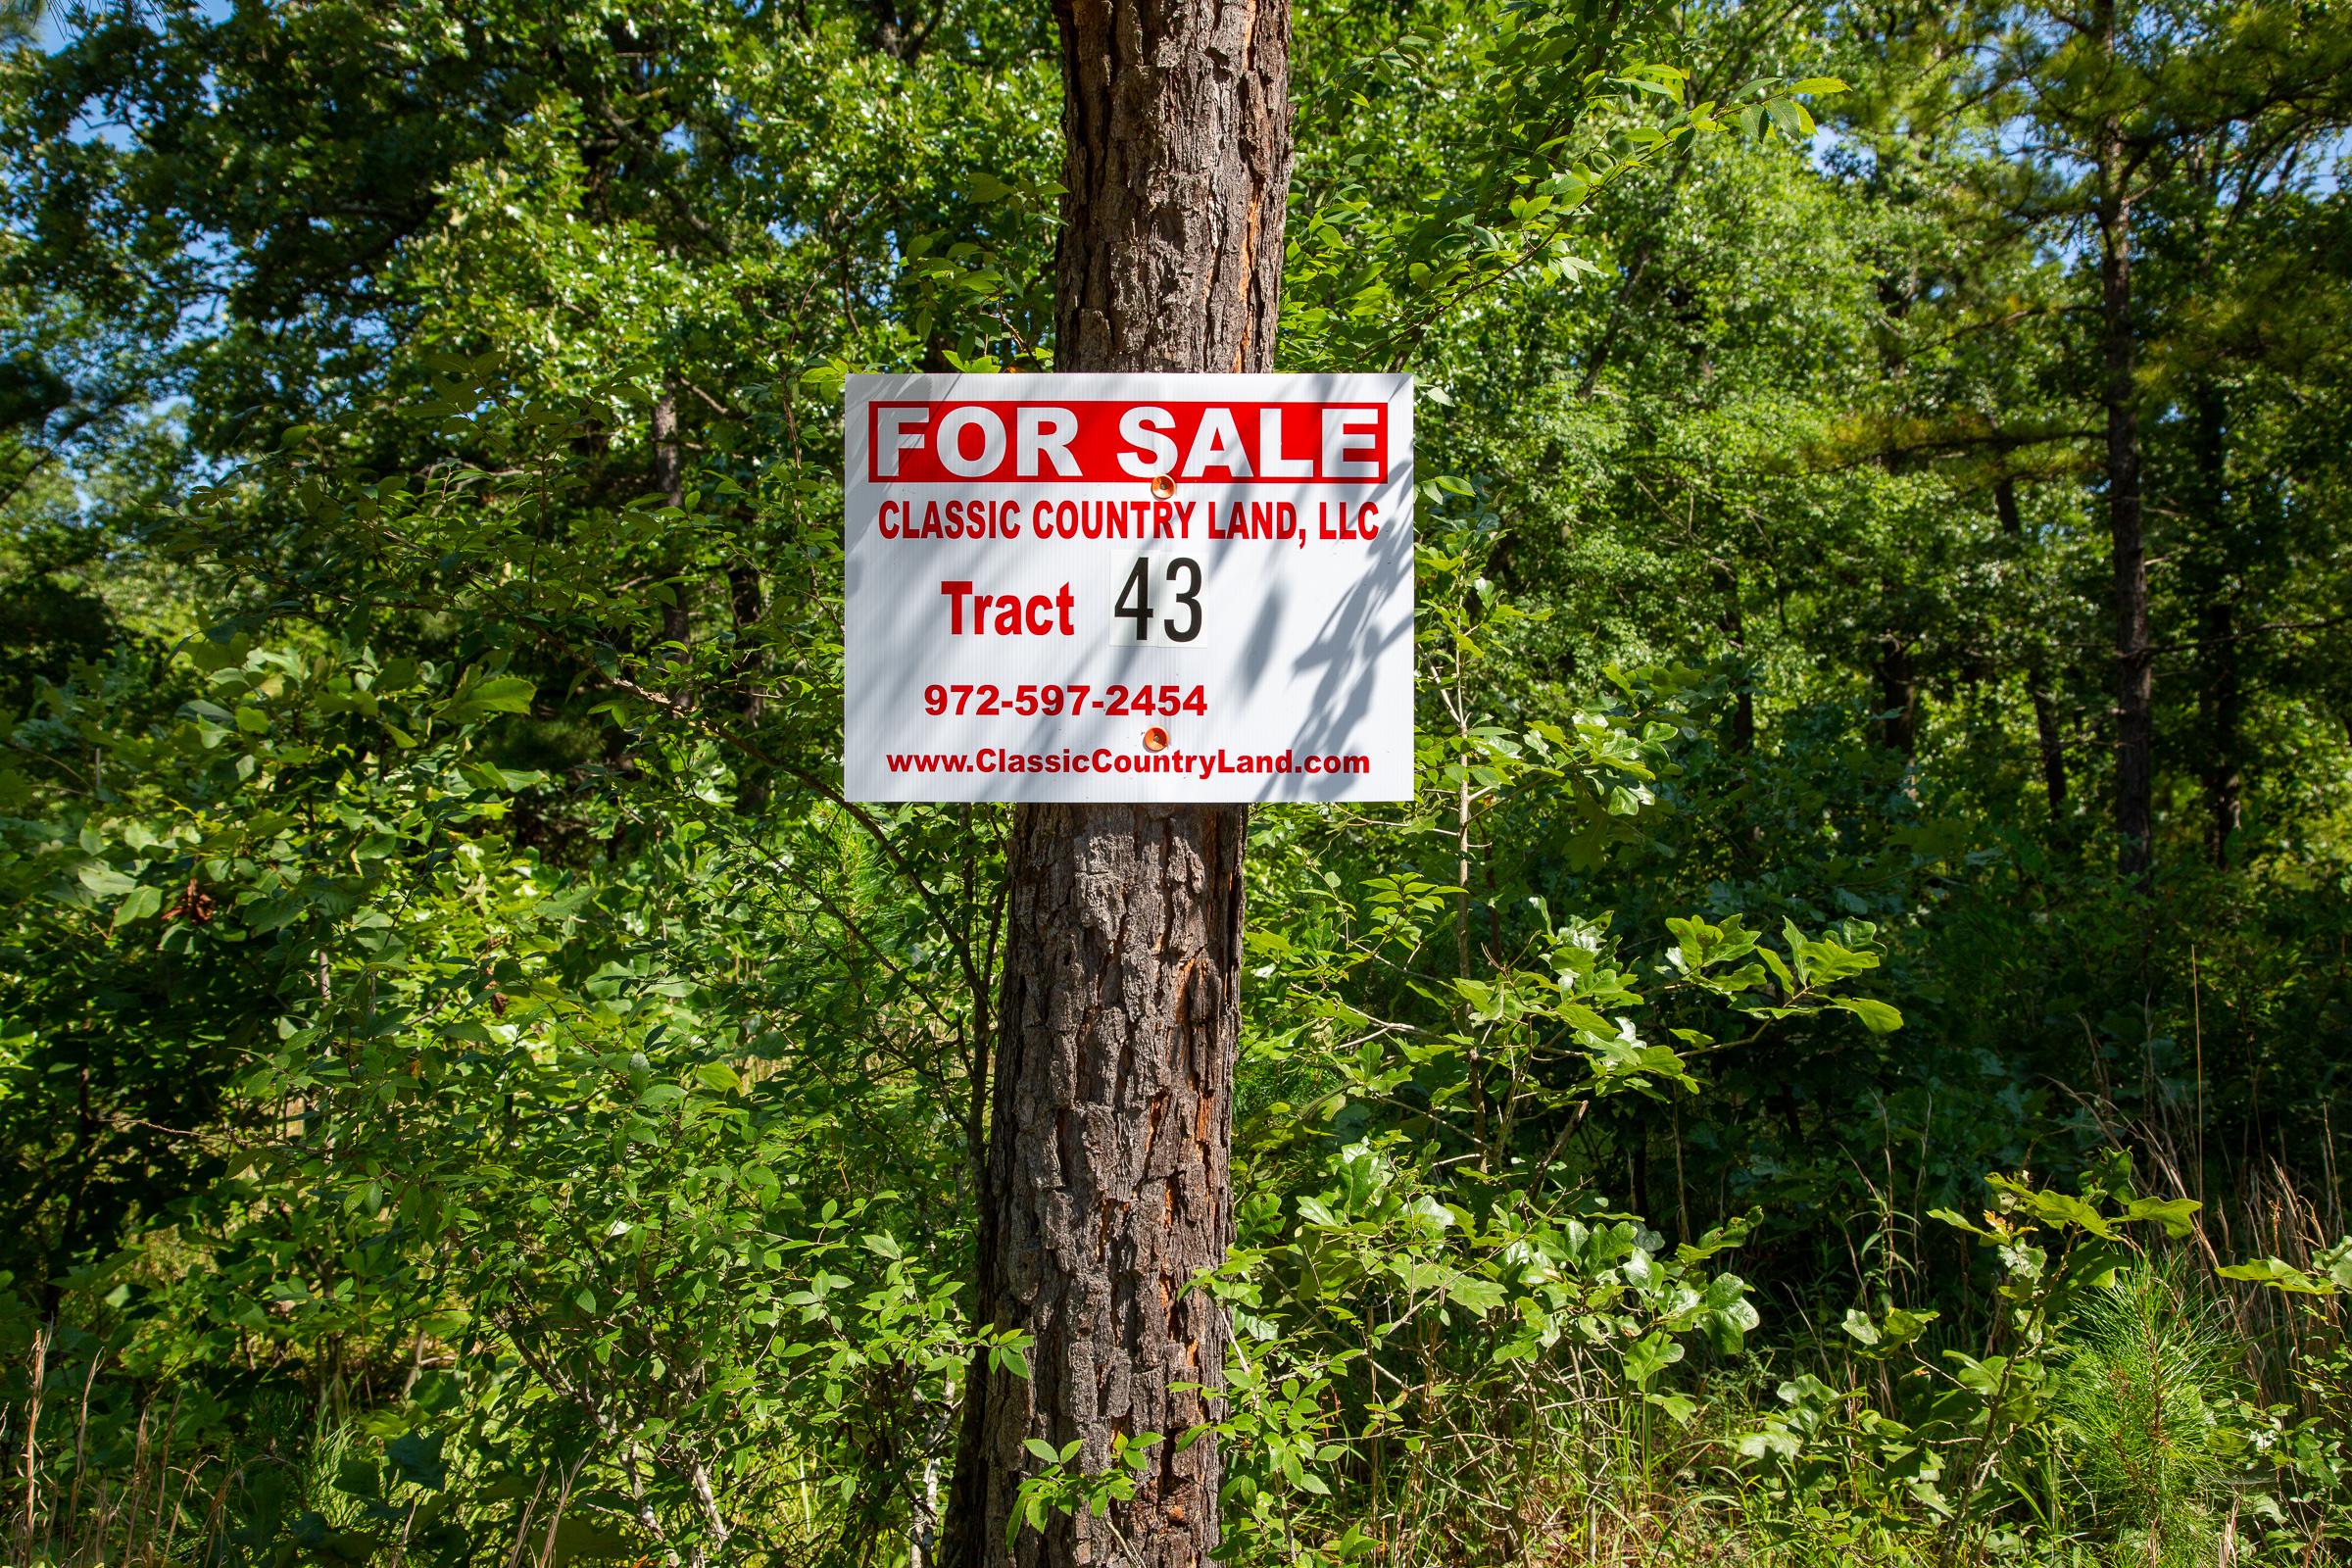 FOR SALE
CLASSIC COUNTRY LAND, LLC
Tract 43
972-597-2454
www.ClassicCountryLand.com